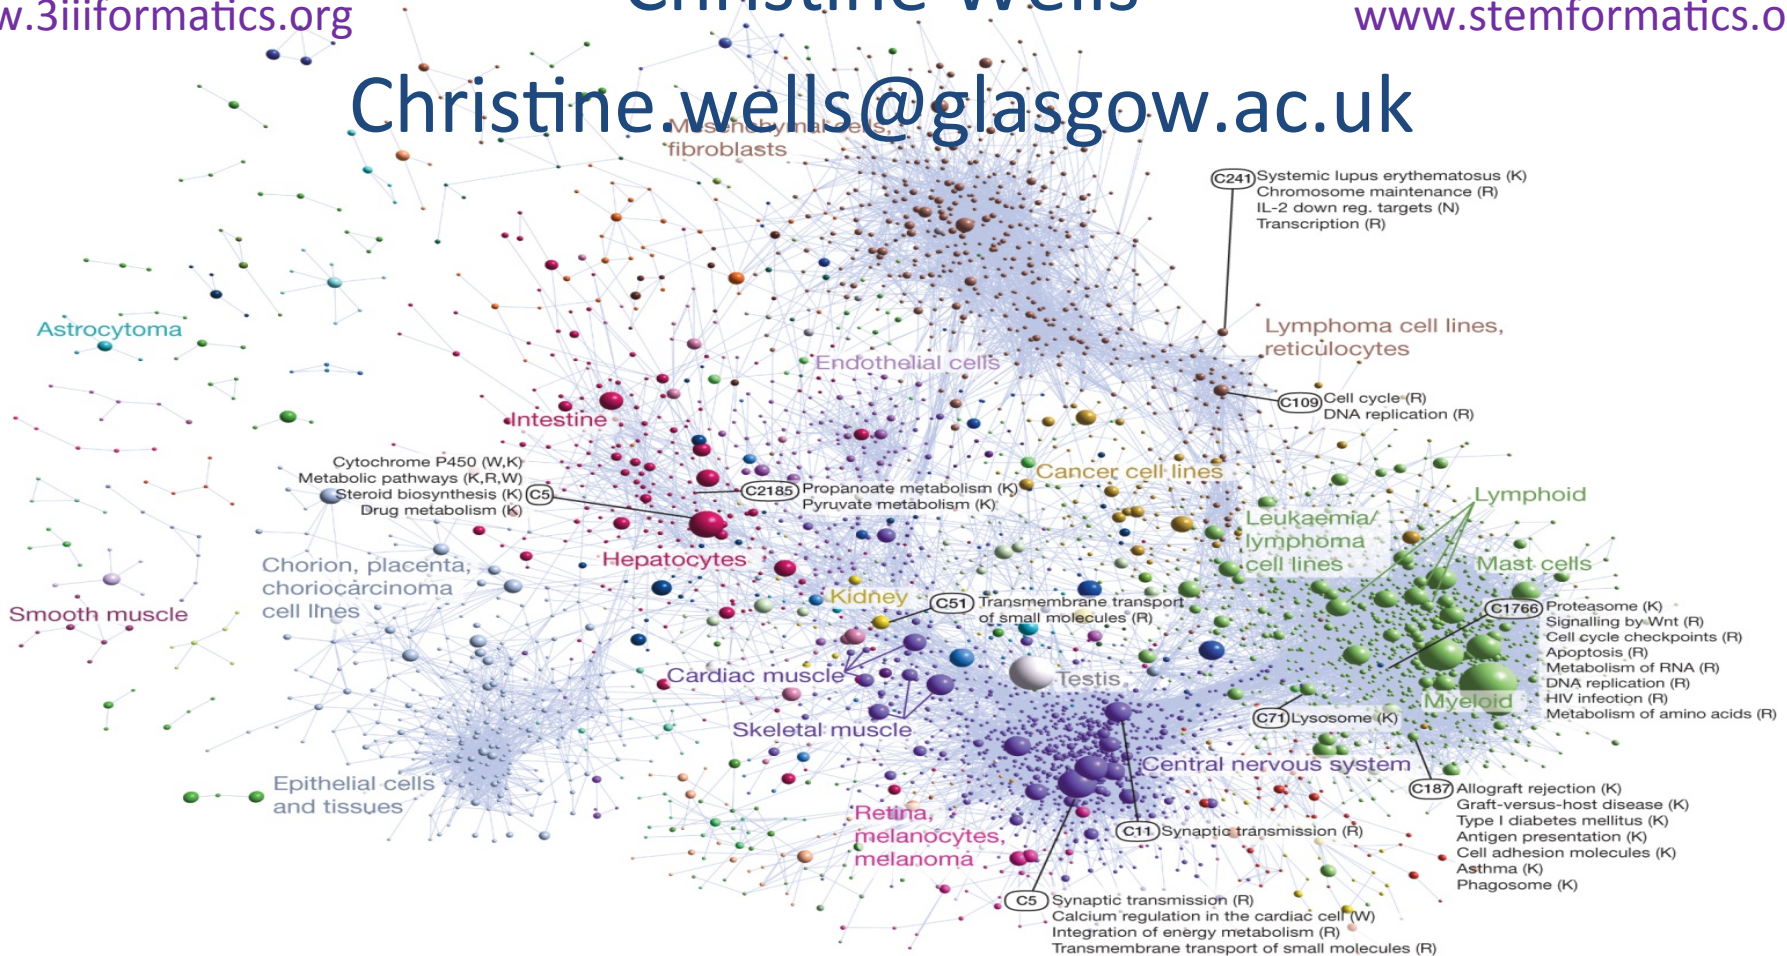 w.3iiiformatics.org
Christine Wells
www.stemformatics.o
Christine.wells@glasgow.ac.uk
Mesenchymal cells,
fibroblasts
C241
Systemic lupus erythematosus (K)
Chromosome maintenance (R)
IL-2 down reg. targets (N)
Transcription (R)
Astrocytoma
Lymphoma cell lines,
reticulocytes
Endothelial cells
C109
Cell cycle (R)
DNA replication (R)
Intestine
Cytochrome P450 (W,K)
Metabolic pathways (K,R,W)
Steroid biosynthesis (K)
Drug metabolism (K)
C5
C2185
Propanoate metabolism (K)
Pyruvate metabolism (K)
Cancer cell lines
Lymphoid
Leukaemia/
lymphoma
cell lines
Mast cells
Hepatocytes
Chorion, placenta,
choriocarcinoma
cell lines
Kidney
C51
Transmembrane transport
of small molecules (R)
Smooth muscle
C1766
Proteasome (K)
Signalling by Wnt (R)
Cell cycle checkpoints (R)
Apoptosis (R)
Metabolism of RNA (R)
DNA replication (R)
HIV infection (R)
Metabolism of amino acids (R)
Cardiac muscle
Testis
Myeloid
C71
Lysosome (K)
Skeletal muscle
Central nervous system
Epithelial cells
and tissues
C187
Allograft rejection (K)
Graft-versus-host disease (K)
Type I diabetes mellitus (K)
Antigen presentation (K)
Cell adhesion molecules (K)
Asthma (K)
Phagosome (K)
Retina,
melanocytes,
melanoma
C11
Synaptic transmission (R)
C5
Synaptic transmission (R)
Calcium regulation in the cardiac cell (W)
Integration of energy metabolism (R)
Transmembrane transport of small molecules (R)